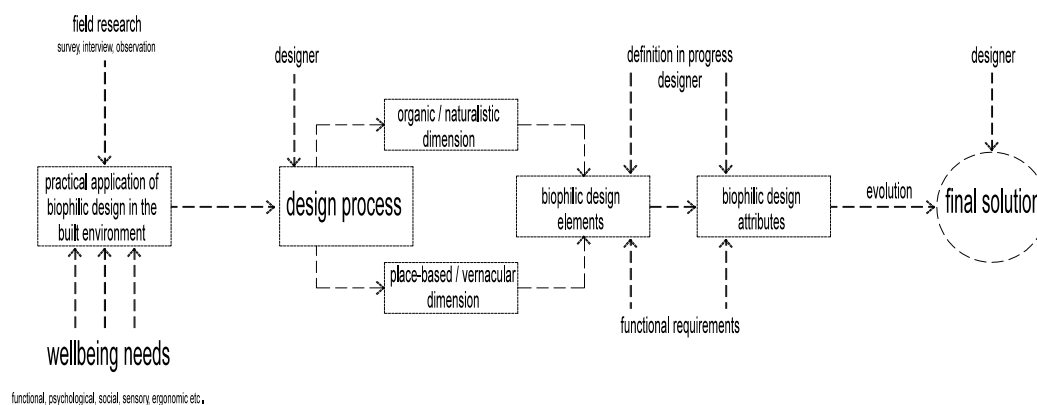 field research
survey, interview, observation
designer
definition in progress
designer
designer
organic / naturalistic
dimension
practical application of
biophilic design in the
built environment
design process
biophilic design
elements
biophilic design
attributes
evolution
final solution
place-based / vernacular
dimension
functional requirements
wellbeing needs
functional, psychological, social, sensory, ergonomic etc.